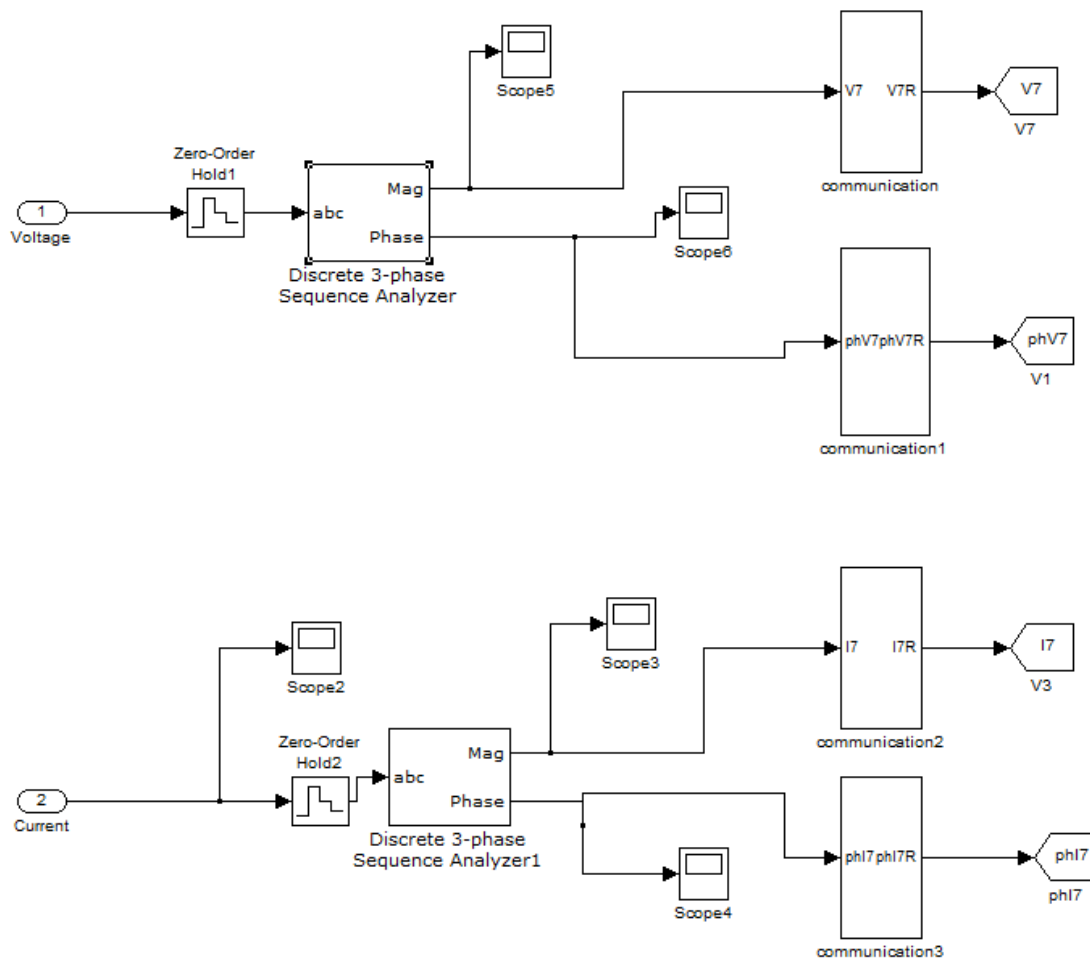 Scope5
V7 V7R
V7
V7
communication
Zero-Order
Hold1
1
Voltage
abc
Mag
Phase
Discrete 3-phase
Sequence Analyzer
Scope6
phV7phV7R
phV7
V1
communication1
Scope2
Scope3
I7 I7R
I7
V3
communication2
Zero-Order
Hold2
2
Current
abc
Mag
Phase
Discrete 3-phase
Sequence Analyzer1
Scope4
phI7phI7R
phI7
phI7
communication3